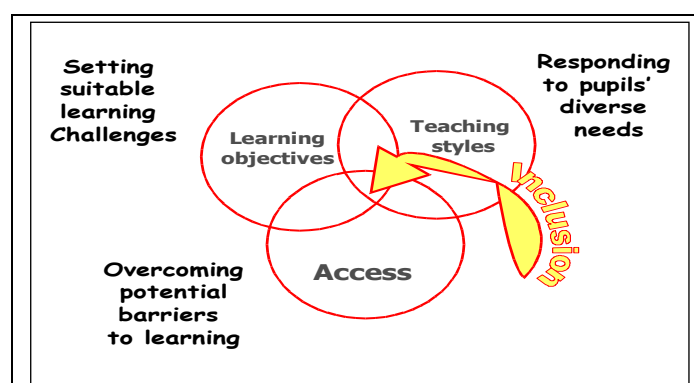 Setting
suitable
learning
Challenges
Responding
to pupils'
diverse
needs
Learning
objectives
Teaching
styles
Inclusion
Access
Overcoming
potential
barriers
to learning